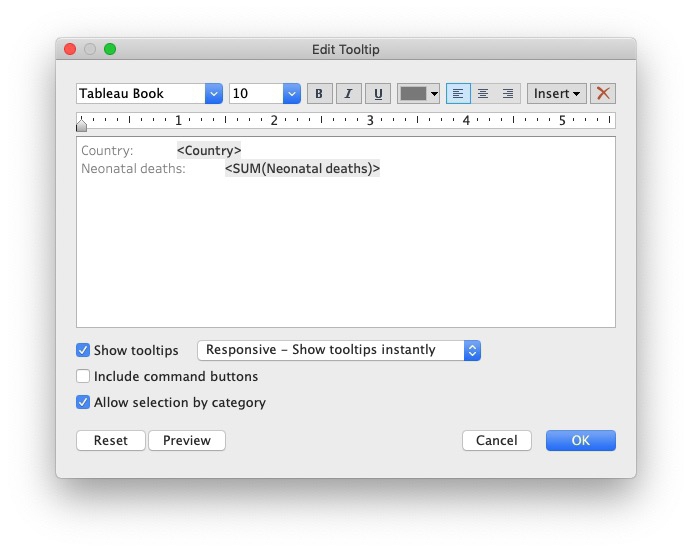 Edit Tooltip
Tableau Book 10 B I U Insert
1 2 3 4 5
Country: <Country>
Neonatal deaths: <SUM(Neonatal deaths)>
Show tooltips Responsive – Show tooltips instantly
Include command buttons
Allow selection by category
Reset Preview Cancel OK